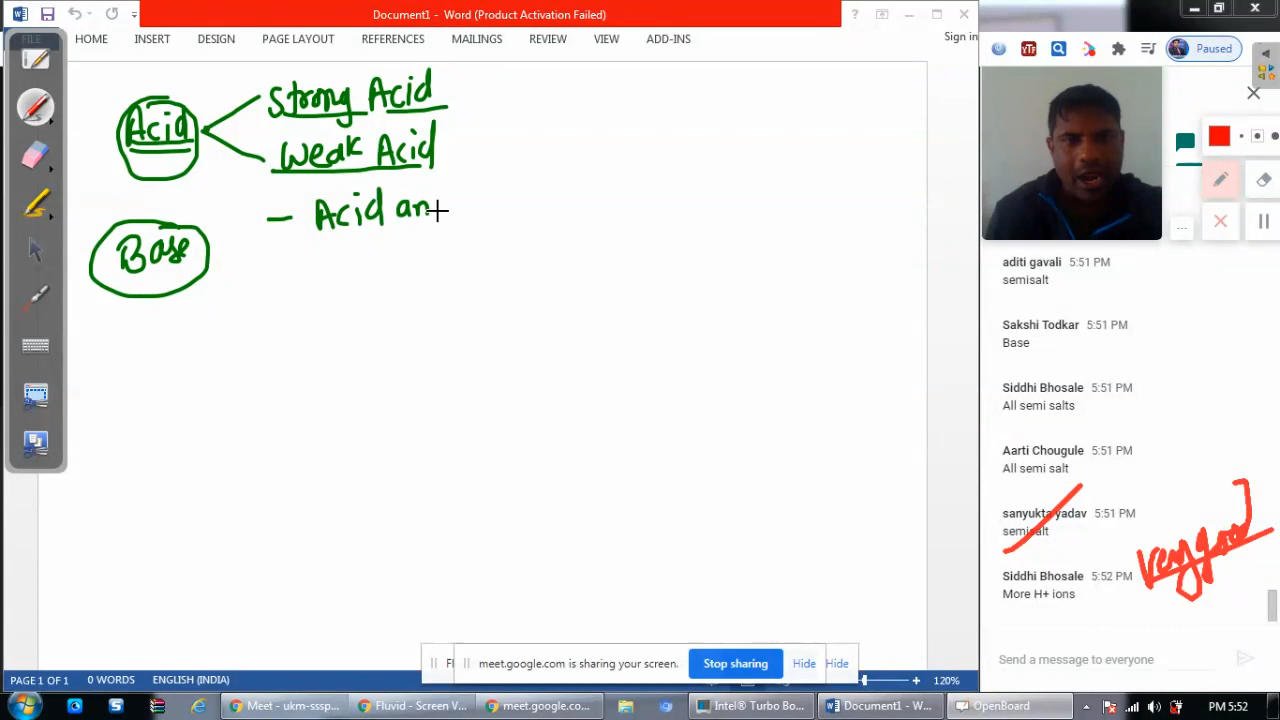 Document1 - Word (Product Activation Failed)
FILE HOME INSERT DESIGN PAGE LAYOUT REFERENCES MAILINGS REVIEW VIEW ADD-INS Sign in
Paused
Acid
Strong Acid
Weak Acid
- Acid an
Base
aditi gavali 5:51 PM
semisalt
Sakshi Todkar 5:51 PM
Base
Siddhi Bhosale 5:51 PM
All semi salts
Aarti Chougule 5:51 PM
All semi salt
sanyukta yadav 5:51 PM
semisalt
very good
Siddhi Bhosale 5:52 PM
More H+ ions
Send a message to everyone
meet.google.com is sharing your screen. Stop sharing Hide Hide
PAGE 1 OF 1 0 WORDS ENGLISH (INDIA) 120%
Meet - ukm-sssp... Fluvid - Screen V... meet.google.co... Intel® Turbo Bo... Document1 - W... OpenBoard PM 5:52